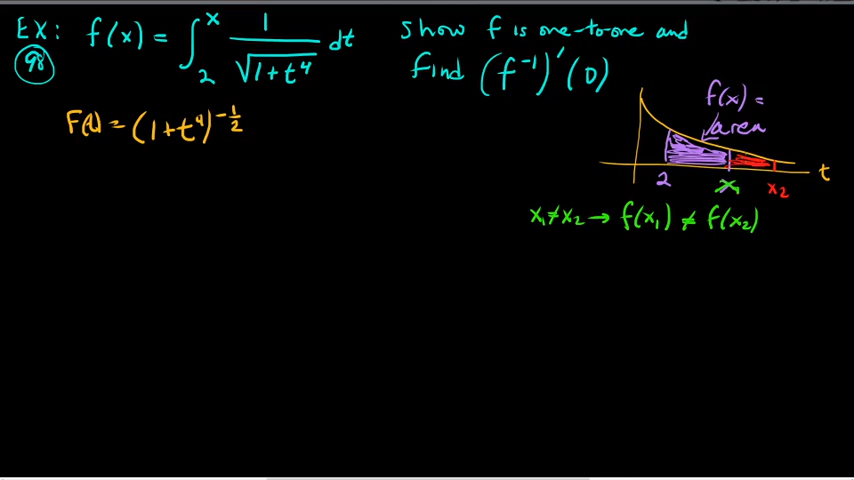 EX: f(x) = ∫₂ˣ 1/√(1+t⁴) dt show f is one-to-one and
98 find (f⁻¹)′(0)
F(t) = (1+t⁴)^(-1/2)
f(x) =
area
t
2 x₁ x₂
x₁≠x₂ → f(x₁) ≠ f(x₂)